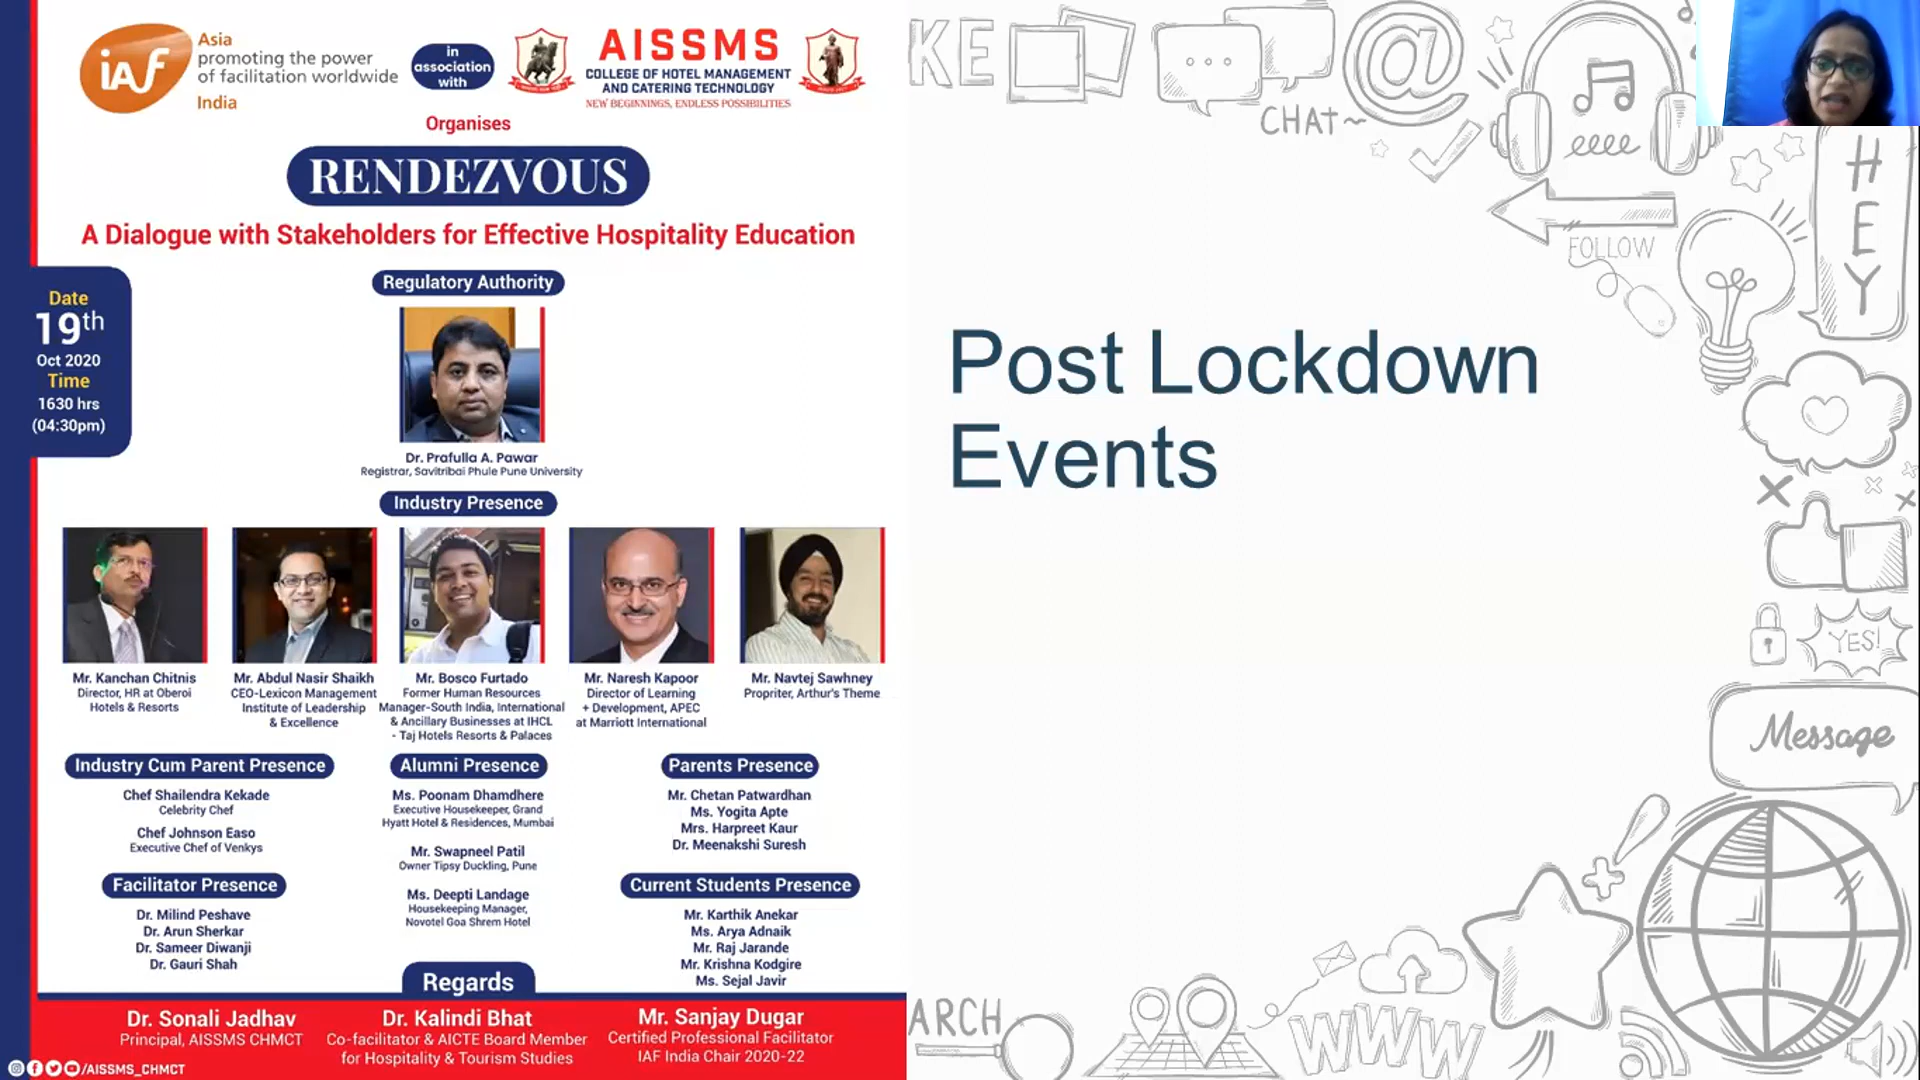 iAF
Asia
promoting the power
of facilitation worldwide
India
in
association
with
AISSMS
COLLEGE OF HOTEL MANAGEMENT
AND CATERING TECHNOLOGY
NEW BEGINNINGS, ENDLESS POSSIBILITIES
Organises
RENDEZVOUS
A Dialogue with Stakeholders for Effective Hospitality Education
Date
19th
Oct 2020
Time
1630 hrs
(04:30pm)
Regulatory Authority
Dr. Prafulla A. Pawar
Registrar, Savitribai Phule Pune University
Industry Presence
Mr. Kanchan Chitnis
Director, HR at Oberoi
Hotels & Resorts
Mr. Abdul Nasir Shaikh
CEO-Lexicon Management
Institute of Leadership
& Excellence
Mr. Bosco Furtado
Former Human Resources
Manager-South India, International
& Ancillary Businesses at IHCL
- Taj Hotels Resorts & Palaces
Mr. Naresh Kapoor
Director of Learning
+ Development, APEC
at Marriott International
Mr. Navtej Sawhney
Propriter, Arthur's Theme
Industry Cum Parent Presence
Chef Shailendra Kekade
Celebrity Chef
Chef Johnson Easo
Executive Chef of Venkys
Facilitator Presence
Dr. Milind Peshave
Dr. Arun Sherkar
Dr. Sameer Diwanji
Dr. Gauri Shah
Alumni Presence
Ms. Poonam Dhamdhere
Executive Housekeeper, Grand
Hyatt Hotel & Residences, Mumbai
Mr. Swapneel Patil
Owner Tipsy Duckling, Pune
Ms. Deepti Landage
Housekeeping Manager,
Novotel Goa Shrem Hotel
Parents Presence
Mr. Chetan Patwardhan
Ms. Yogita Apte
Mrs. Harpreet Kaur
Dr. Meenakshi Suresh
Current Students Presence
Mr. Karthik Anekar
Ms. Arya Adnaik
Mr. Raj Jarande
Mr. Krishna Kodgire
Ms. Sejal Javir
Regards
Dr. Sonali Jadhav
Principal, AISSMS CHMCT
Dr. Kalindi Bhat
Co-facilitator & AICTE Board Member
for Hospitality & Tourism Studies
Mr. Sanjay Dugar
Certified Professional Facilitator
IAF India Chair 2020-22
/AISSMS_CHMCT
Post Lockdown
Events
KE
CHAT
@
FOLLOW
HEY
YES!
Message
ARCH
WWW